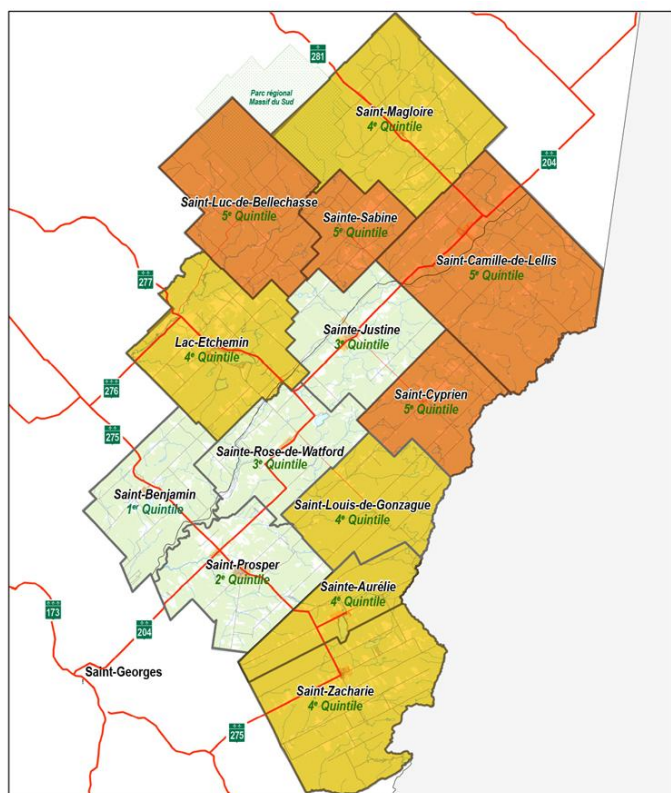 281
Parc régional
Massif du Sud
Saint-Magloire
4e Quintile
204
Saint-Luc-de-Bellechasse
5e Quintile
Sainte-Sabine
5e Quintile
Saint-Camille-de-Lellis
5e Quintile
277
Sainte-Justine
3e Quintile
Lac-Etchemin
4e Quintile
276
Saint-Cyprien
5e Quintile
275
Sainte-Rose-de-Watford
3e Quintile
Saint-Benjamin
1er Quintile
Saint-Louis-de-Gonzague
4e Quintile
Saint-Prosper
2e Quintile
Sainte-Aurélie
4e Quintile
173
204
Saint-Georges
Saint-Zacharie
4e Quintile
275